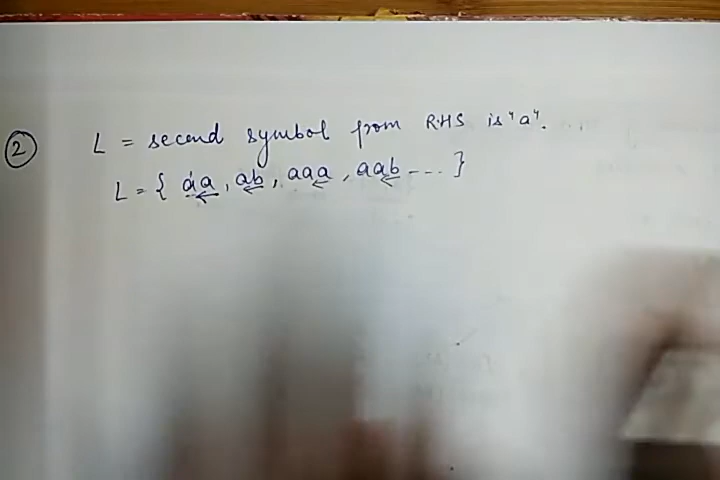 2 L = second symbol from RHS is "a".
L = { aa, ab, aaa, aab .... }